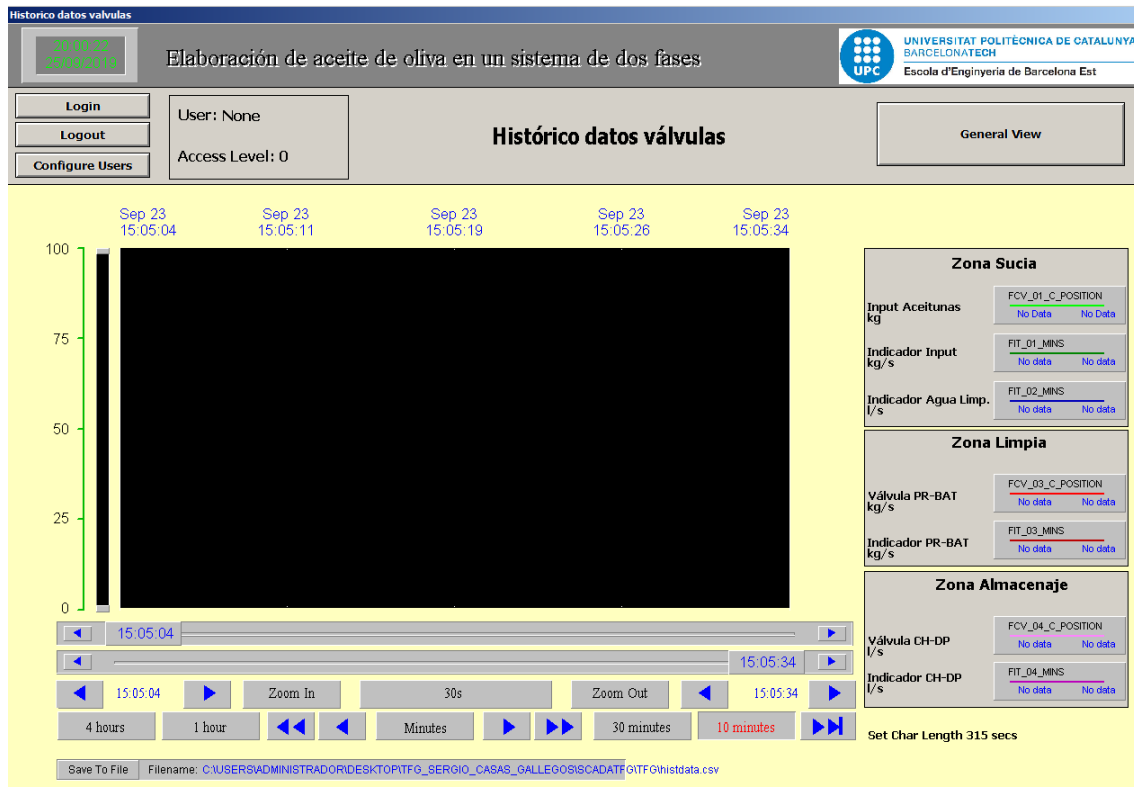 Historico datos valvulas
20:00:22
25/09/2019
Elaboración de aceite de oliva en un sistema de dos fases
UPC
UNIVERSITAT POLITÈCNICA DE CATALUNYA
BARCELONATECH
Escola d'Enginyeria de Barcelona Est
Login
Logout
Configure Users
User: None
Access Level: 0
Histórico datos válvulas
General View
Sep 23 Sep 23 Sep 23 Sep 23 Sep 23
15:05:04 15:05:11 15:05:19 15:05:26 15:05:34
100
75
50
25
0
Zona Sucia
Input Aceitunas
kg
FCV_01_C_POSITION
No Data No Data
Indicador Input
kg/s
FIT_01_MINS
No data No data
Indicador Agua Limp.
l/s
FIT_02_MINS
No data No data
Zona Limpia
Válvula PR-BAT
kg/s
FCV_03_C_POSITION
No data No data
Indicador PR-BAT
kg/s
FIT_03_MINS
No data No data
Zona Almacenaje
Válvula CH-DP
l/s
FCV_04_C_POSITION
No data No data
Indicador CH-DP
l/s
FIT_04_MINS
No data No data
15:05:04
15:05:34
15:05:04 Zoom In 30s Zoom Out 15:05:34
4 hours 1 hour Minutes 30 minutes 10 minutes
Set Char Length 315 secs
Save To File Filename: C:\USERS\ADMINISTRADOR\DESKTOP\TFG_SERGIO_CASAS_GALLEGOS\SCADATFG\TFG\histdata.csv